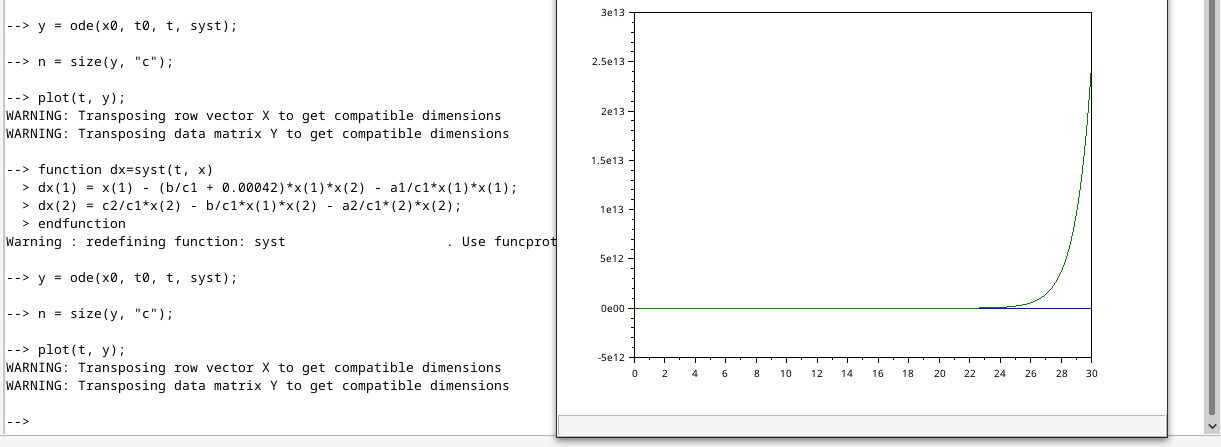 --> y = ode(x0, t0, t, syst);
--> n = size(y, "c");
--> plot(t, y);
WARNING: Transposing row vector X to get compatible dimensions
WARNING: Transposing data matrix Y to get compatible dimensions
--> function dx=syst(t, x)
> dx(1) = x(1) - (b/c1 + 0.00042)*x(1)*x(2) - a1/c1*x(1)*x(1);
> dx(2) = c2/c1*x(2) - b/c1*x(1)*x(2) - a2/c1*(2)*x(2);
> endfunction
Warning : redefining function: syst . Use funcprot
--> y = ode(x0, t0, t, syst);
--> n = size(y, "c");
--> plot(t, y);
WARNING: Transposing row vector X to get compatible dimensions
WARNING: Transposing data matrix Y to get compatible dimensions
-->
3e13
2.5e13
2e13
1.5e13
1e13
5e12
0e00
-5e12
0 2 4 6 8 10 12 14 16 18 20 22 24 26 28 30